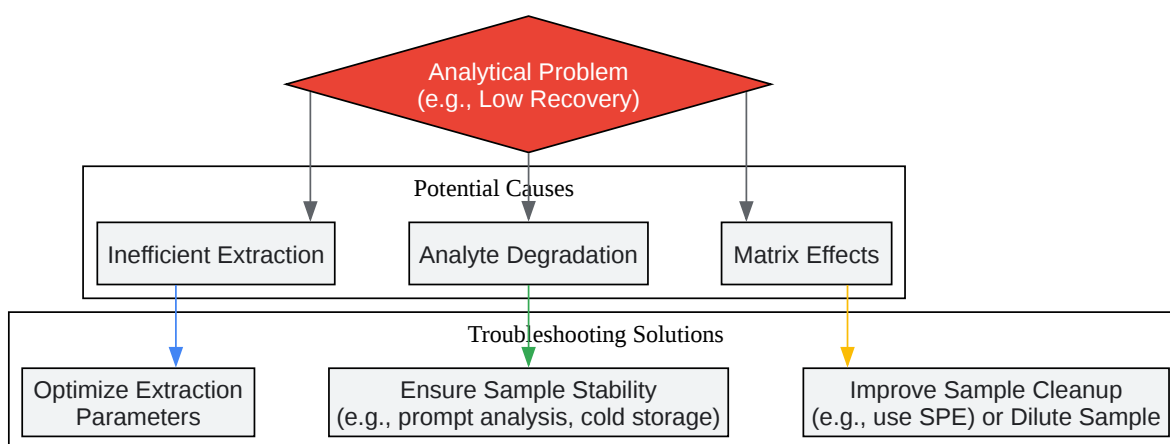 Analytical Problem
(e.g., Low Recovery)
Potential Causes
Inefficient Extraction
Analyte Degradation
Matrix Effects
Troubleshooting Solutions
Optimize Extraction
Parameters
Ensure Sample Stability
(e.g., prompt analysis, cold storage)
Improve Sample Cleanup
(e.g., use SPE) or Dilute Sample